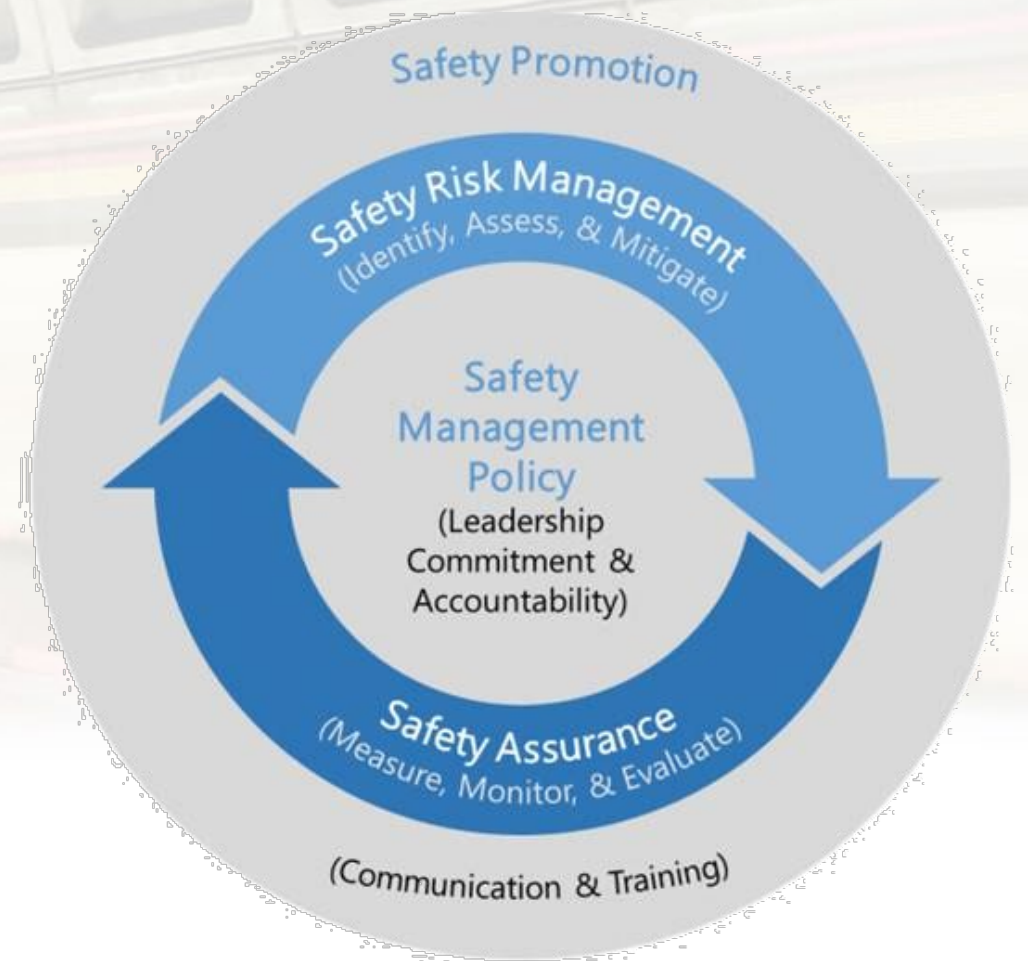 Safety Promotion
Safety Risk Management
(Identify, Assess, & Mitigate)
Safety
Management
Policy
(Leadership
Commitment &
Accountability)
Safety Assurance
(Measure, Monitor, & Evaluate)
(Communication & Training)